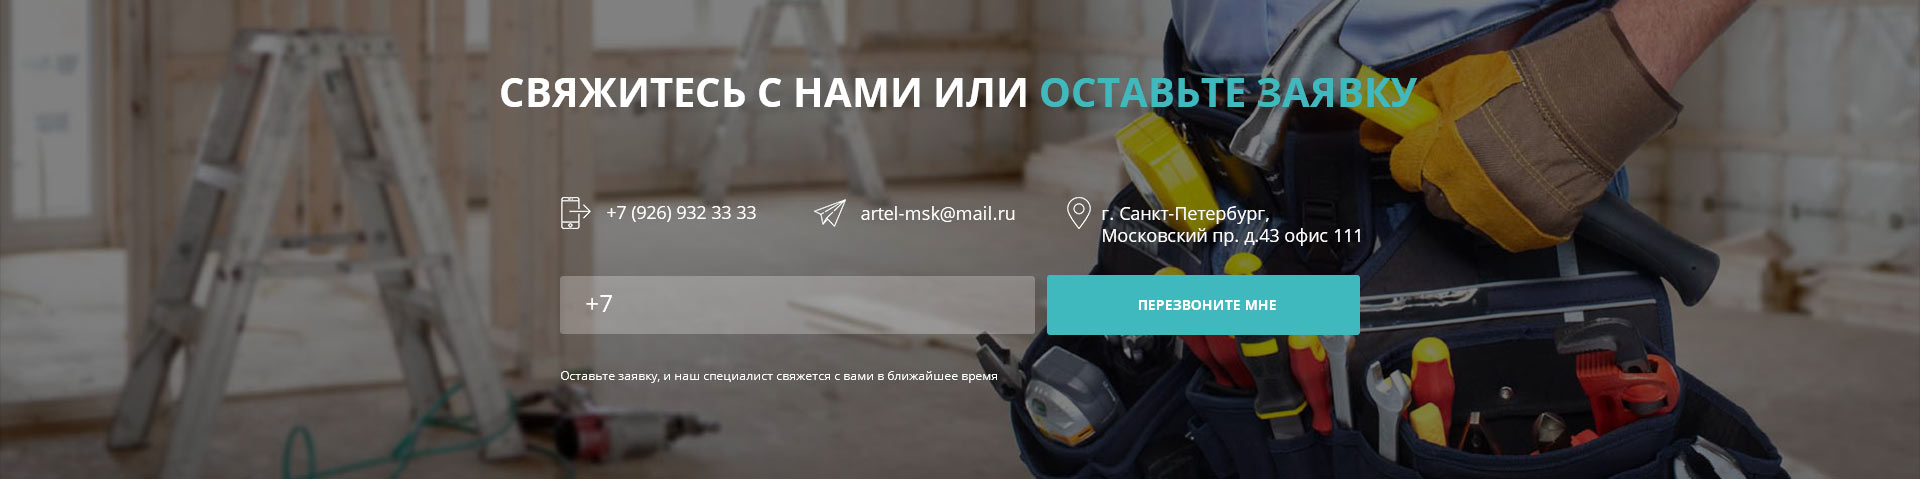 СВЯЖИТЕСЬ С НАМИ ИЛИ ОСТАВЬТЕ ЗАЯВКУ
+7 (926) 932 33 33
artel-msk@mail.ru
г. Санкт-Петербург,
Московский пр. д.43 офис 111
+7
ПЕРЕЗВОНИТЕ МНЕ
Оставьте заявку, и наш специалист свяжется с вами в ближайшее время